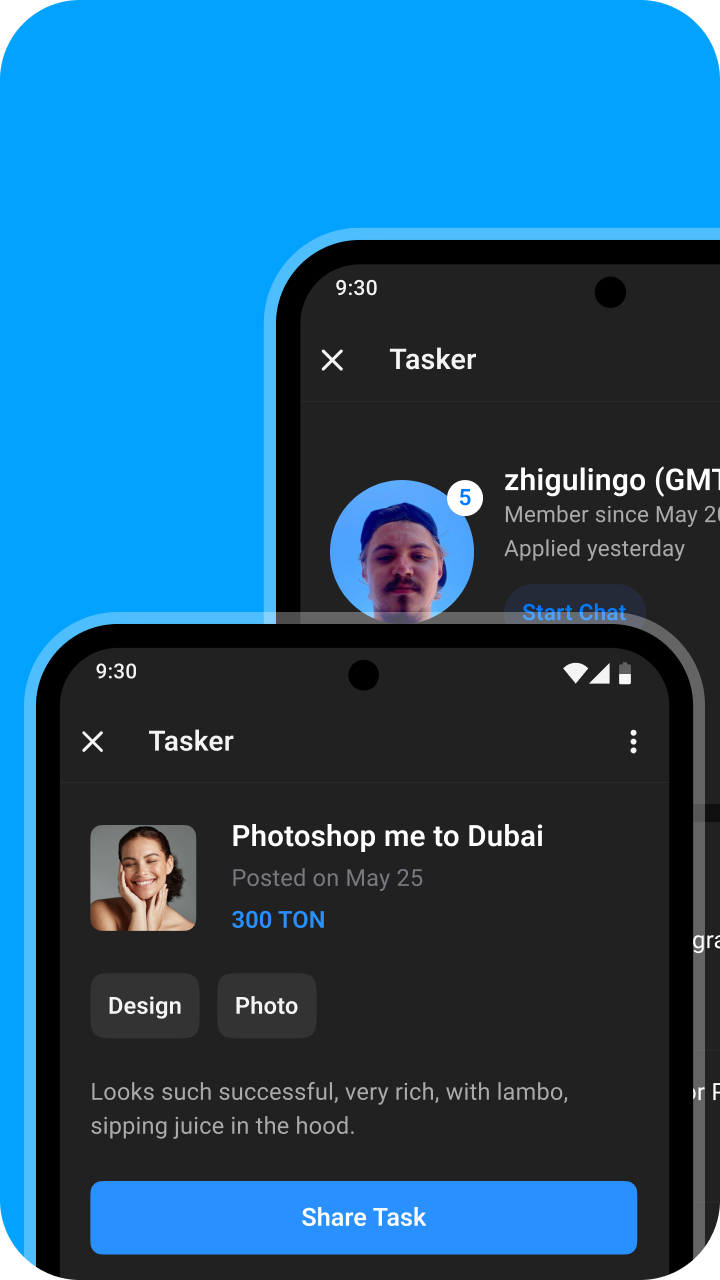 9:30
Tasker
5
zhigulingo (GMT
Member since May 20
Applied yesterday
Start Chat
9:30
Tasker
Photoshop me to Dubai
Posted on May 25
300 TON
gra
Design
Photo
Looks such successful, very rich, with lambo,
or F
sipping juice in the hood.
Share Task